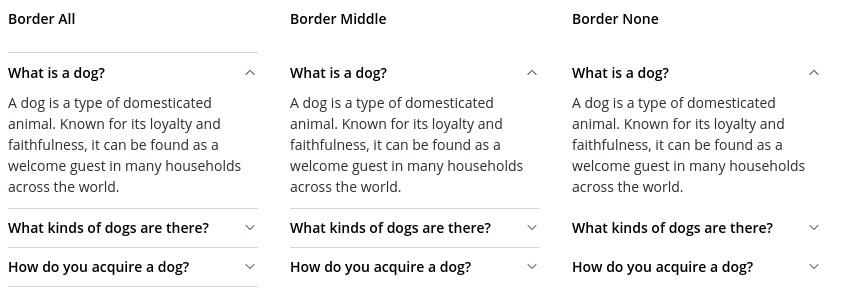 Border All
What is a dog?
A dog is a type of domesticated
animal. Known for its loyalty and
faithfulness, it can be found as a
welcome guest in many households
across the world.
What kinds of dogs are there?
How do you acquire a dog?
Border Middle
What is a dog?
A dog is a type of domesticated
animal. Known for its loyalty and
faithfulness, it can be found as a
welcome guest in many households
across the world.
What kinds of dogs are there?
How do you acquire a dog?
Border None
What is a dog?
A dog is a type of domesticated
animal. Known for its loyalty and
faithfulness, it can be found as a
welcome guest in many households
across the world.
What kinds of dogs are there?
How do you acquire a dog?